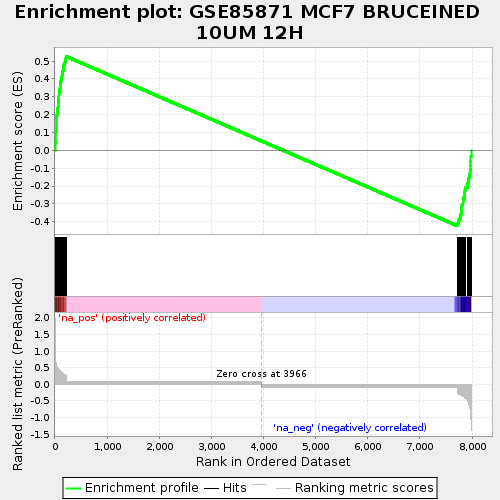 Enrichment plot: GSE85871 MCF7 BRUCEINED
10UM 12H
Enrichment score (ES)
0.5
0.4
0.3
0.2
0.1
0.0
-0.1
-0.2
-0.3
-0.4
'na_pos' (positively correlated)
Ranked list metric (PreRanked)
2.0
1.5
1.0
0.5
0.0
-0.5
-1.0
-1.5
Zero cross at 3966
'na_neg' (negatively correlated)
0
1,000
2,000
3,000
4,000
5,000
6,000
7,000
8,000
Rank in Ordered Dataset
Enrichment profile
Hits
Ranking metric scores